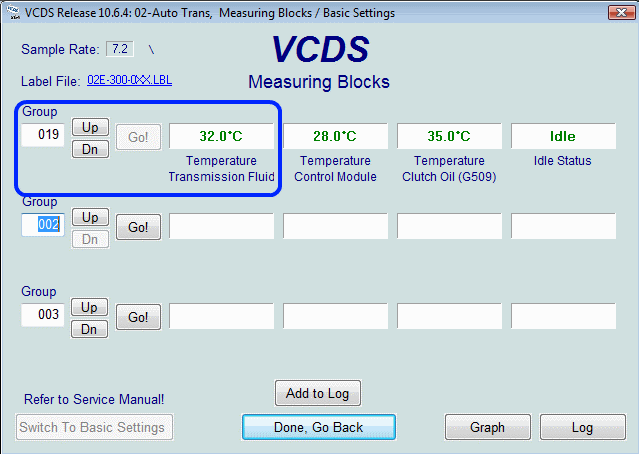 VCDS Release 10.6.4: 02-Auto Trans, Measuring Blocks / Basic Settings
Sample Rate: 7.2 \
VCDS
Label File: 02E-300-0XX.LBL
Measuring Blocks
Group
019 Up Dn Go! 32.0°C 28.0°C 35.0°C Idle
Temperature Temperature Temperature Idle Status
Transmission Fluid Control Module Clutch Oil (G509)
Group
002 Up Dn Go!
Group
003 Up Dn Go!
Refer to Service Manual! Add to Log
Switch To Basic Settings Done, Go Back Graph Log